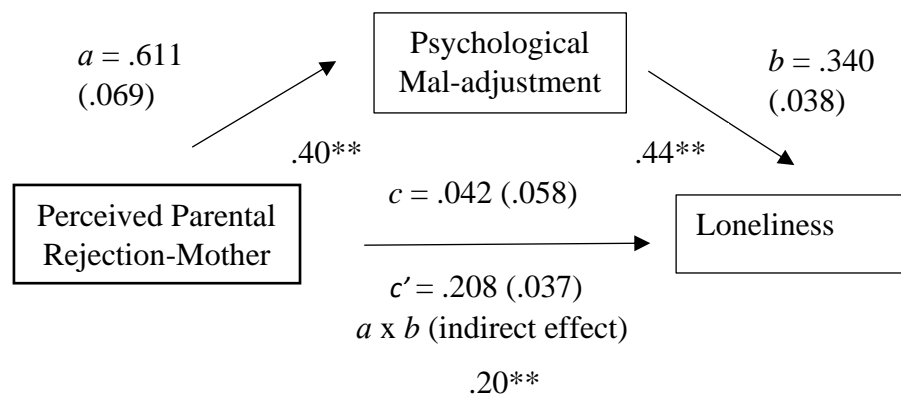 a = .611
(.069)
Psychological
Mal-adjustment
b = .340
(.038)
.40**
.44**
Perceived Parental
Rejection-Mother
c = .042 (.058)
Loneliness
c′ = .208 (.037)
a x b (indirect effect)
.20**